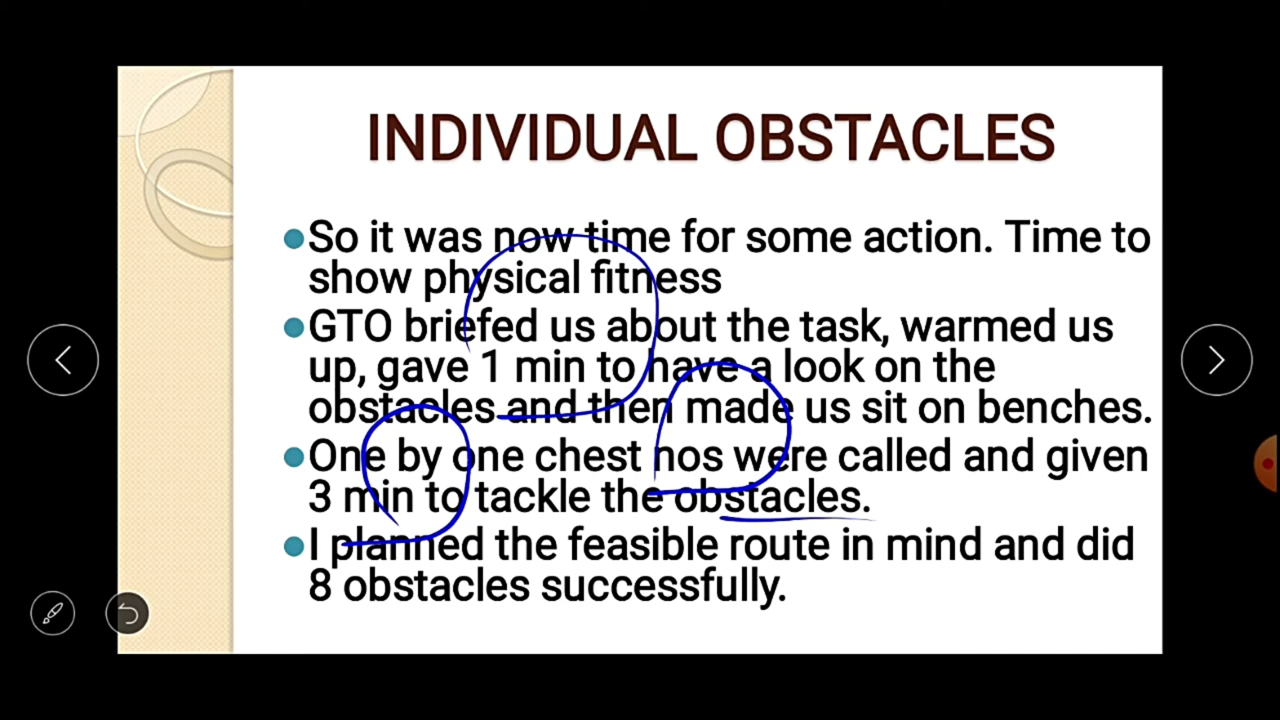 INDIVIDUAL OBSTACLES
So it was now time for some action. Time to
show physical fitness
GTO briefed us about the task, warmed us
up, gave 1 min to have a look on the
obstacles and then made us sit on benches.
One by one chest nos were called and given
3 min to tackle the obstacles.
I planned the feasible route in mind and did
8 obstacles successfully.